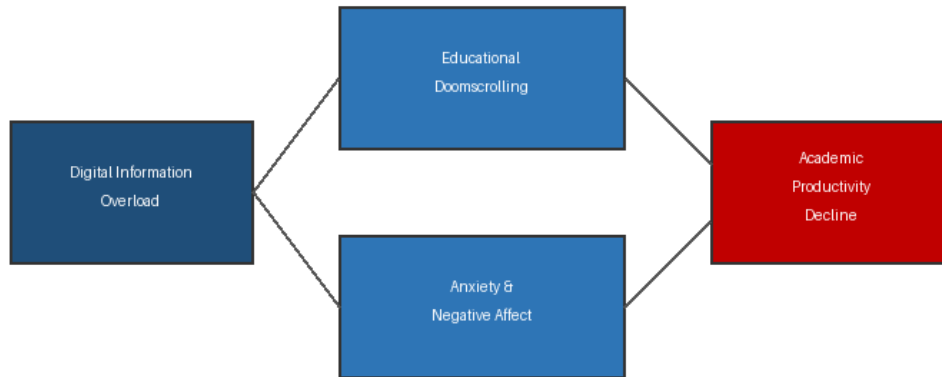 Educational
Doomscrolling
Digital Information
Overload
Academic
Productivity
Decline
Anxiety &
Negative Affect